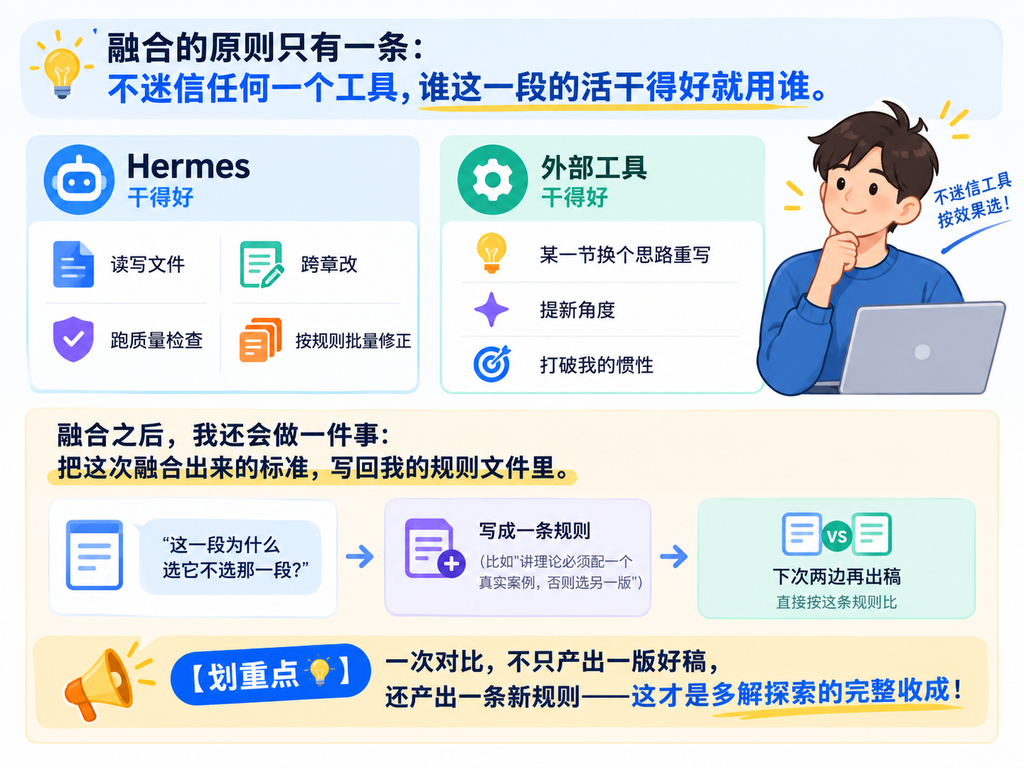 融合的原则只有一条：
不迷信任何一个工具，谁这一段的活干得好就用谁。
Hermes
干得好
读写文件
跨章改
跑质量检查
按规则批量修正
外部工具
干得好
某一节换个思路重写
提新角度
打破我的惯性
不迷信工具
按效果选！
融合之后，我还会做一件事：
把这次融合出来的标准，写回我的规则文件里。
“这一段为什么
选它不选那一段？”
写成一条规则
（比如"讲理论必须配一个
真实案例，否则选另一版"）
VS
下次两边再出稿
直接按这条规则比
【划重点】
一次对比，不只产出一版好稿，
还产出一条新规则——这才是多解探索的完整收成！